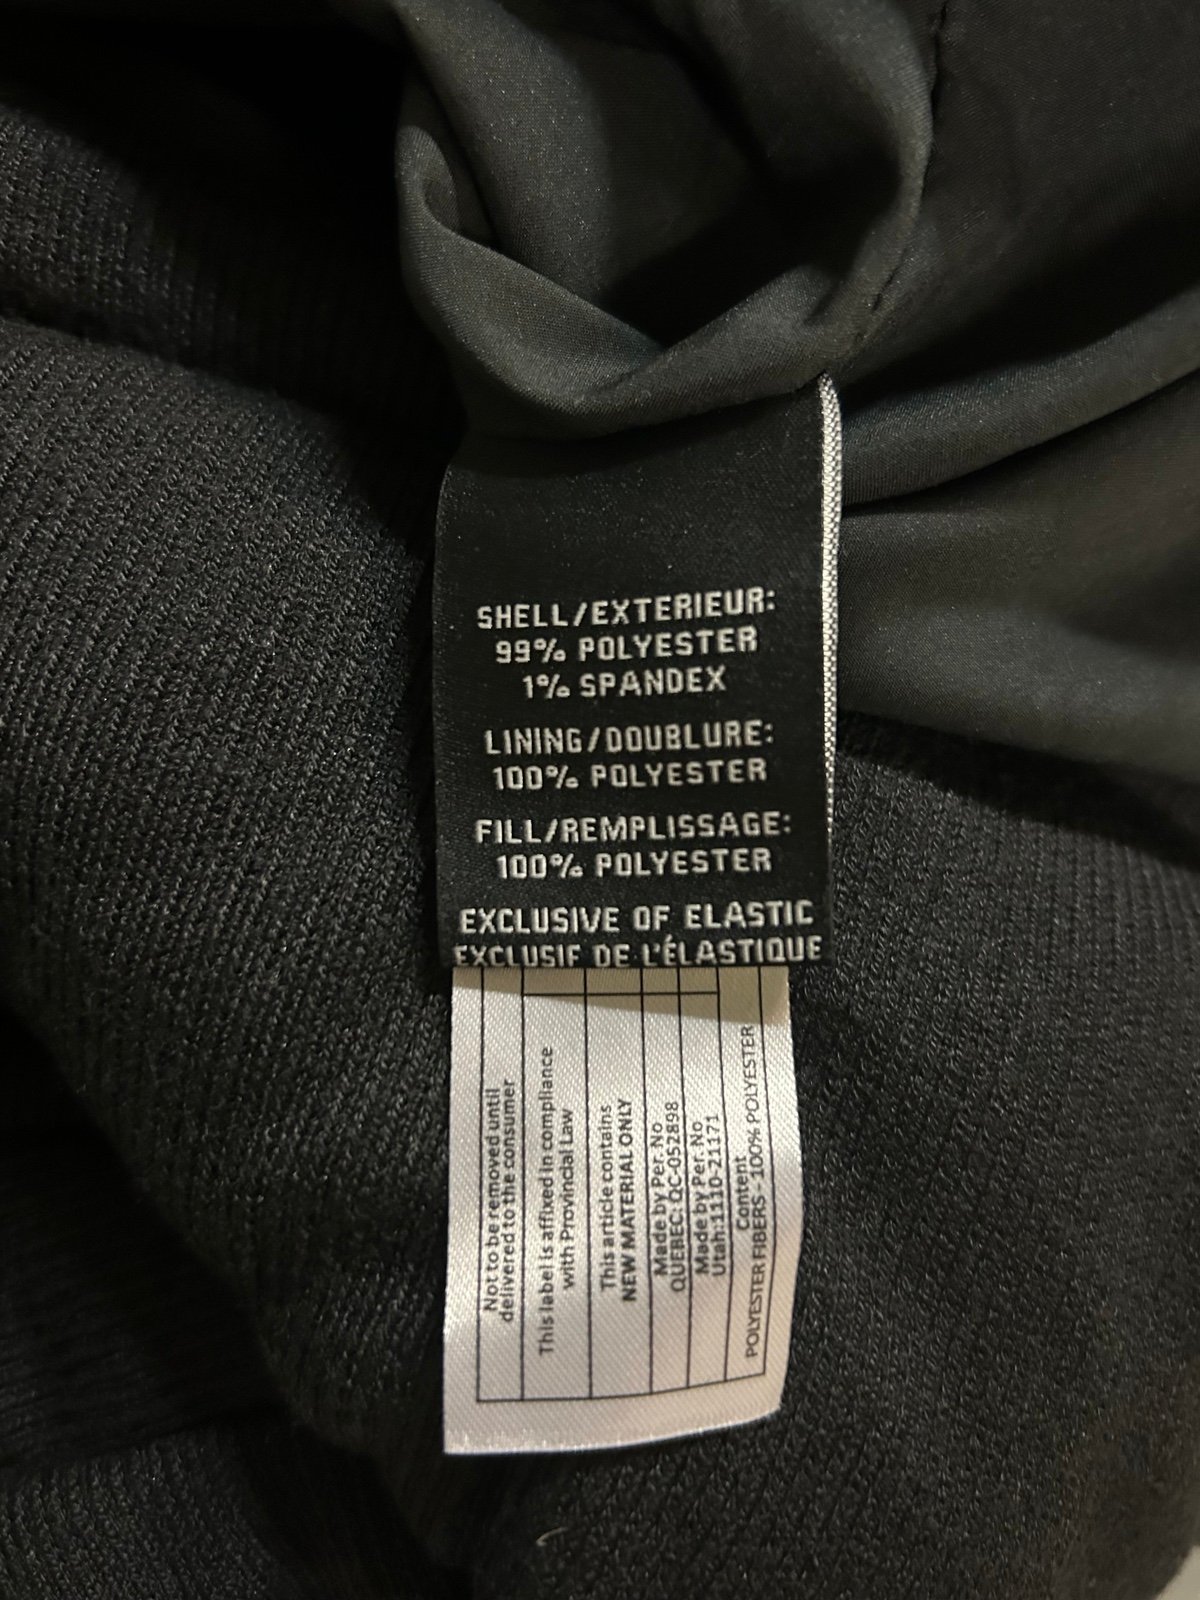 SHELL/EXTERIEUR:
99% POLYESTER
1% SPANDEX
LINING/DOUBLURE:
100% POLYESTER
FILL/REMPLISSAGE:
100% POLYESTER
EXCLUSIVE OF ELASTIC
EXCLUSIF DE L'ÉLASTIQUE
Not to be removed until
delivered to the consumer
This label is affixed in compliance
with Provincial Law
This article contains
NEW MATERIAL ONLY
Made by Per. No
QUEBEC: QC-052898
Made by Per. No
Utah:1110-21171
Content
POLYESTER FIBERS - 100% POLYESTER